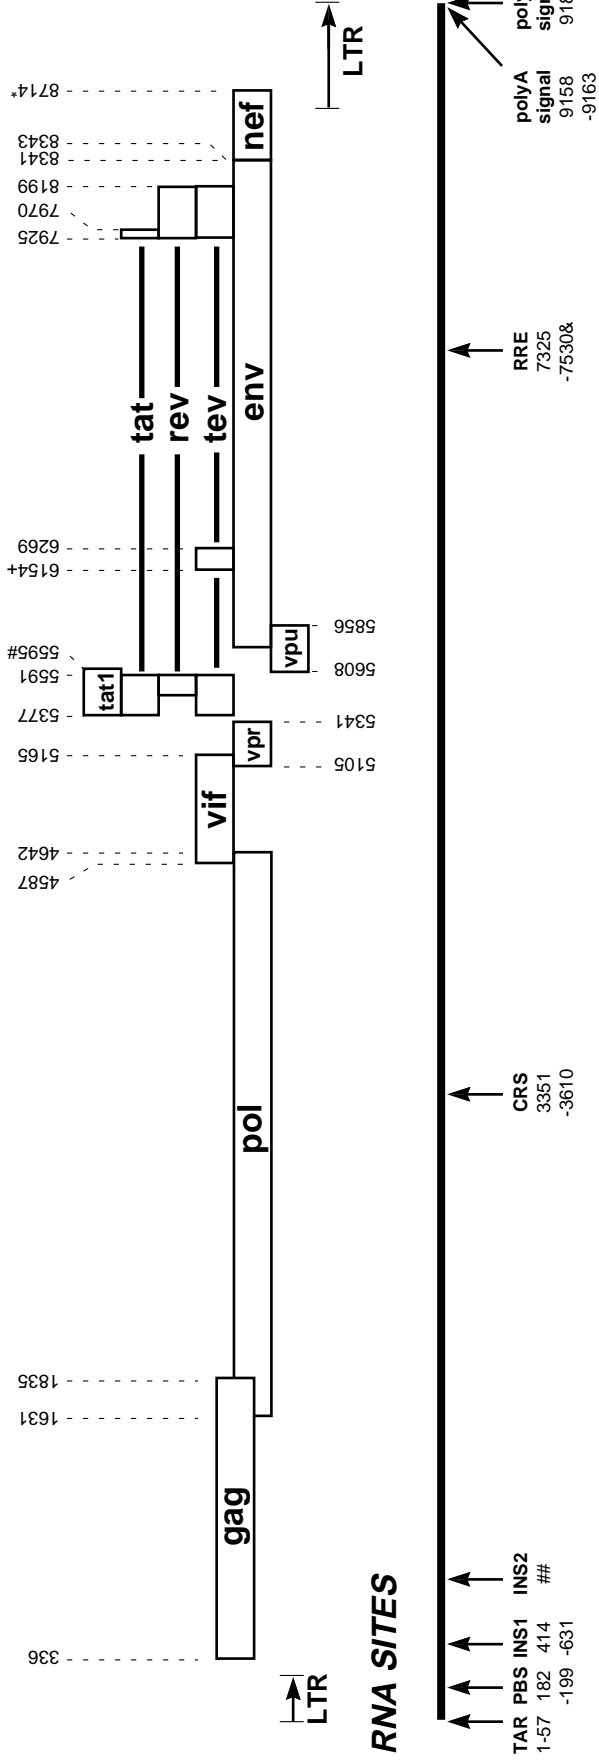 336
1631
1835
4587
4642
5165
5377
5591
5595#
6154+
6269
7925
7970
8199
8341
8343
8714*
tat1
tat
rev
vif
tev
gag
pol
vpr
env
nef
vpu
5105
5341
5608
5856
LTR
LTR
RNA SITES
TAR
1-57
PBS
182
-199
INS1
414
-631
INS2
##
CRS
3351
-3610
RRE
7325
-7530&
polyA
signal
9158
-9163